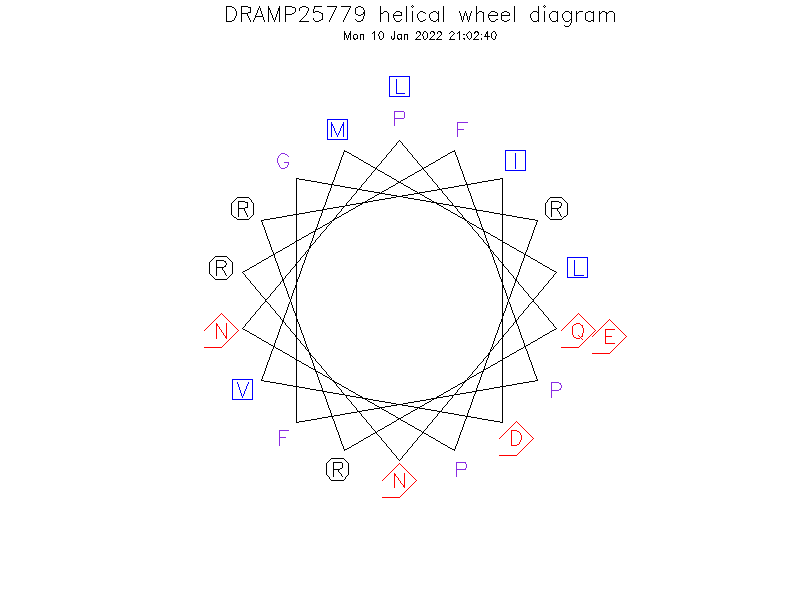 DRAMP25779 helical wheel diagram
Mon 10 Jan 2022 21:02:40
L
P
M F
G I
R R
R L
N Q E
V P
F D
R P
N